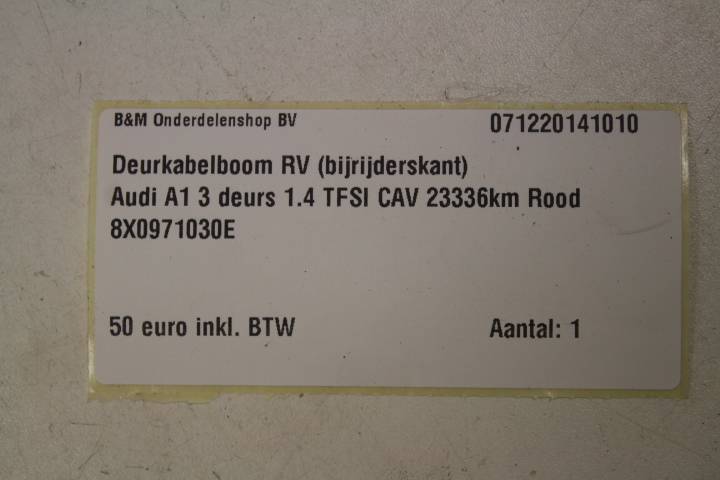 B&M Onderdelenshop BV 071220141010
Deurkabelboom RV (bijrijderskant)
Audi A1 3 deurs 1.4 TFSI CAV 23336km Rood
8X0971030E
50 euro inkl. BTW Aantal: 1